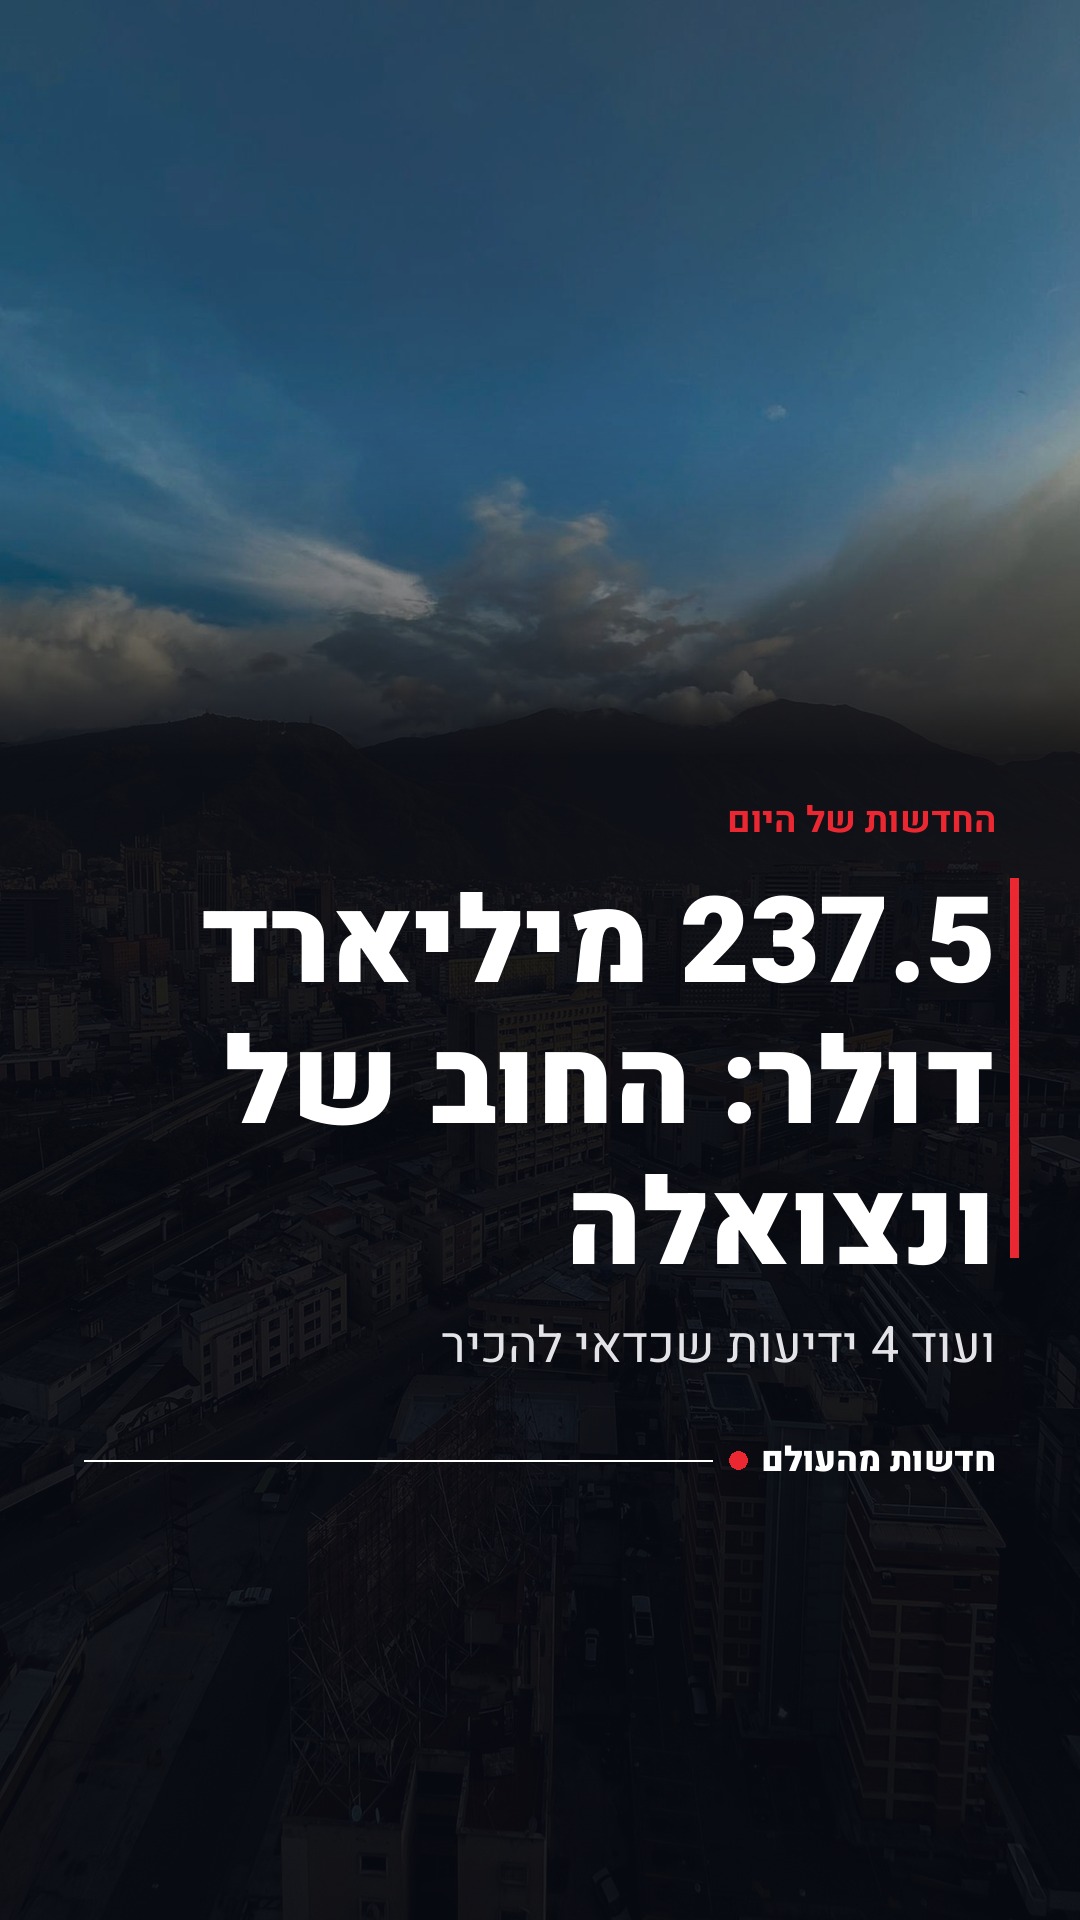 החדשות של היום
237.5 מיליארד
דולר: החוב של
ונצואלה
ועוד 4 ידיעות שכדאי להכיר
חדשות מהעולם